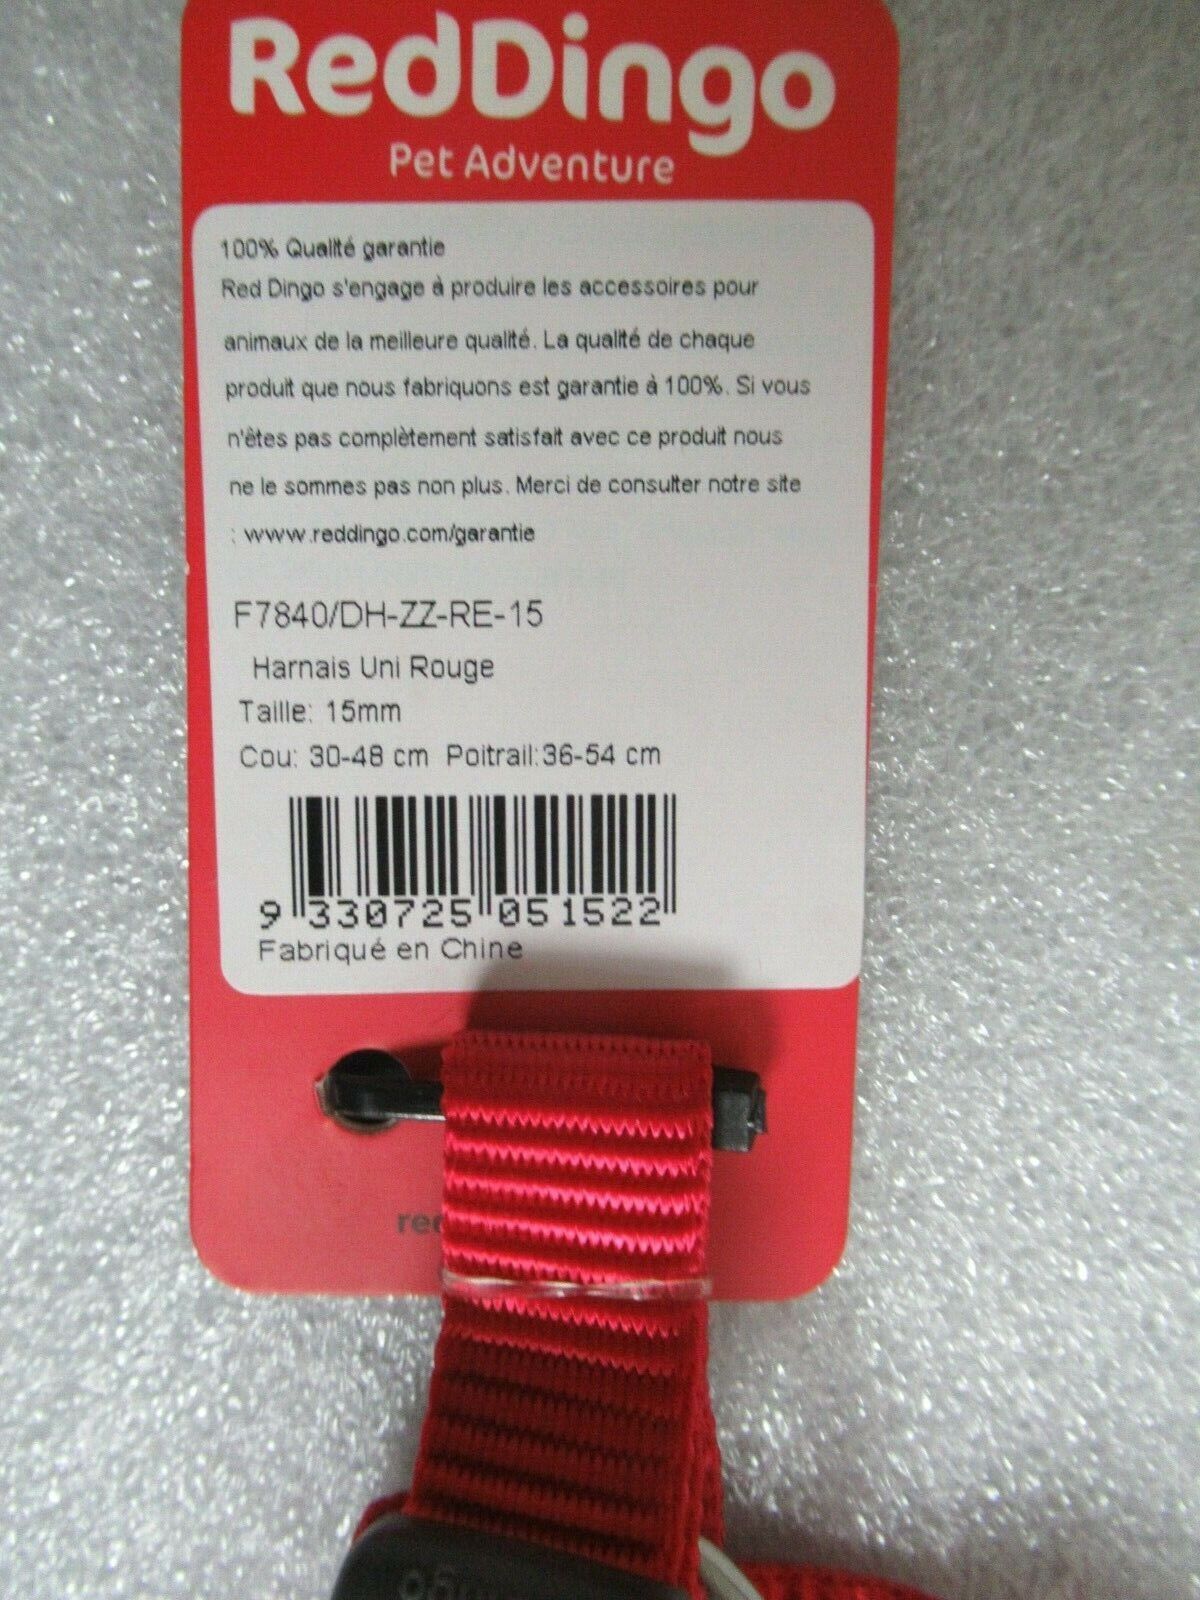 RedDingo
Pet Adventure
100% Qualité garantie
Red Dingo s'engage à produire les accessoires pour
animaux de la meilleure qualité. La qualité de chaque
produit que nous fabriquons est garantie à 100%. Si vous
n'êtes pas complètement satisfait avec ce produit nous
ne le sommes pas non plus. Merci de consulter notre site
: www.reddingo.com/garantie
F7840/DH-ZZ-RE-15
Harnais Uni Rouge
Taille: 15mm
Cou: 30-48 cm Poitrail:36-54 cm
9 330725 051522
Fabriqué en Chine